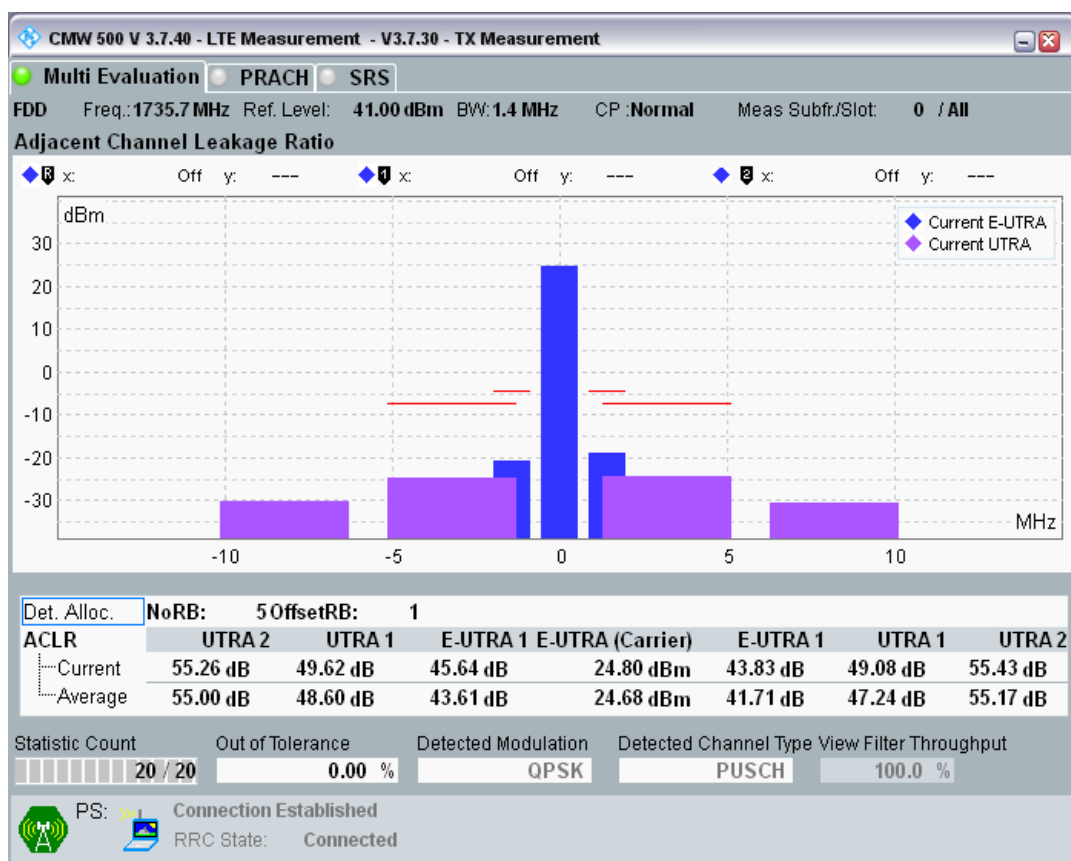 CMW 500 V 3.7.40 - LTE Measurement - V3.7.30 - TX Measurement
Multi Evaluation PRACH SRS
FDD Freq.: 1735.7 MHz Ref. Level: 41.00 dBm BW: 1.4 MHz CP :Normal Meas Subfr./Slot: 0 / All
Adjacent Channel Leakage Ratio
R x: Off y: --- 1 x: Off y: --- 2 x: Off y: ---
dBm
Current E-UTRA
Current UTRA
30
20
10
0
-10
-20
-30
MHz
-10 -5 0 5 10
Det. Alloc. NoRB: 5 OffsetRB: 1
ACLR UTRA 2 UTRA 1 E-UTRA 1 E-UTRA (Carrier) E-UTRA 1 UTRA 1 UTRA 2
Current 55.26 dB 49.62 dB 45.64 dB 24.80 dBm 43.83 dB 49.08 dB 55.43 dB
Average 55.00 dB 48.60 dB 43.61 dB 24.68 dBm 41.71 dB 47.24 dB 55.17 dB
Statistic Count Out of Tolerance Detected Modulation Detected Channel Type View Filter Throughput
20 / 20 0.00 % QPSK PUSCH 100.0 %
PS: Connection Established
RRC State: Connected